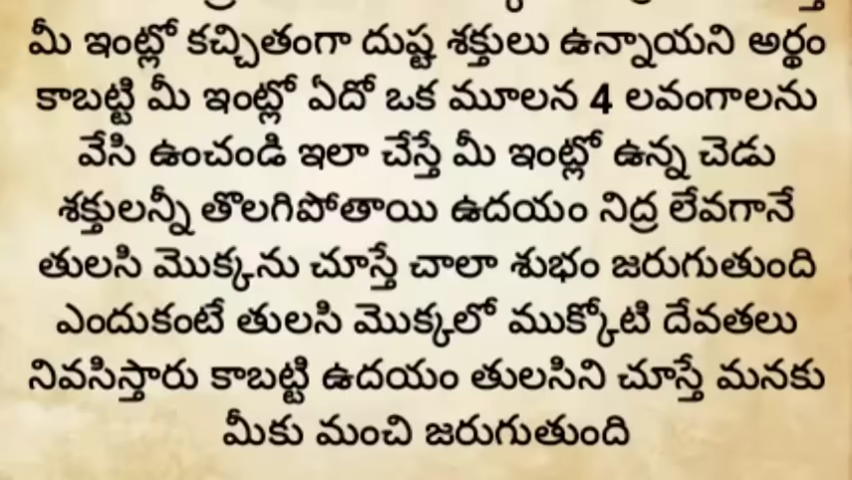 మీ ఇంట్లో కచ్చితంగా దుష్ట శక్తులు ఉన్నాయని అర్థం
కాబట్టి మీ ఇంట్లో ఏదో ఒక మూలన 4 లవంగాలను
వేసి ఉంచండి ఇలా చేస్తే మీ ఇంట్లో ఉన్న చెడు
శక్తులన్నీ తొలగిపోతాయి ఉదయం నిద్ర లేవగానే
తులసి మొక్కను చూస్తే చాలా శుభం జరుగుతుంది
ఎందుకంటే తులసి మొక్కలో ముక్కోటి దేవతలు
నివసిస్తారు కాబట్టి ఉదయం తులసిని చూస్తే మనకు
మీకు మంచి జరుగుతుంది